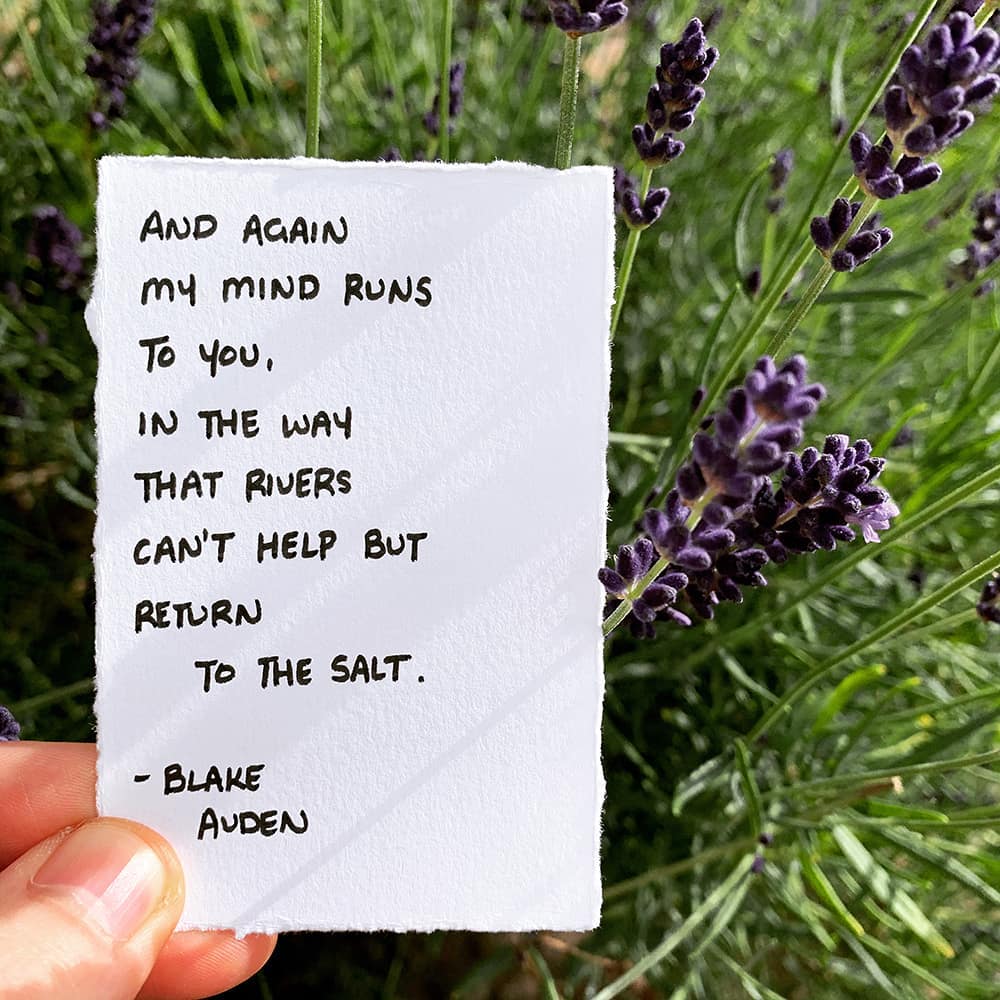 AND AGAIN
MY MIND RUNS
TO YOU,
IN THE WAY
THAT RIVERS
CAN'T HELP BUT
RETURN
TO THE SALT.
- BLAKE
AUDEN